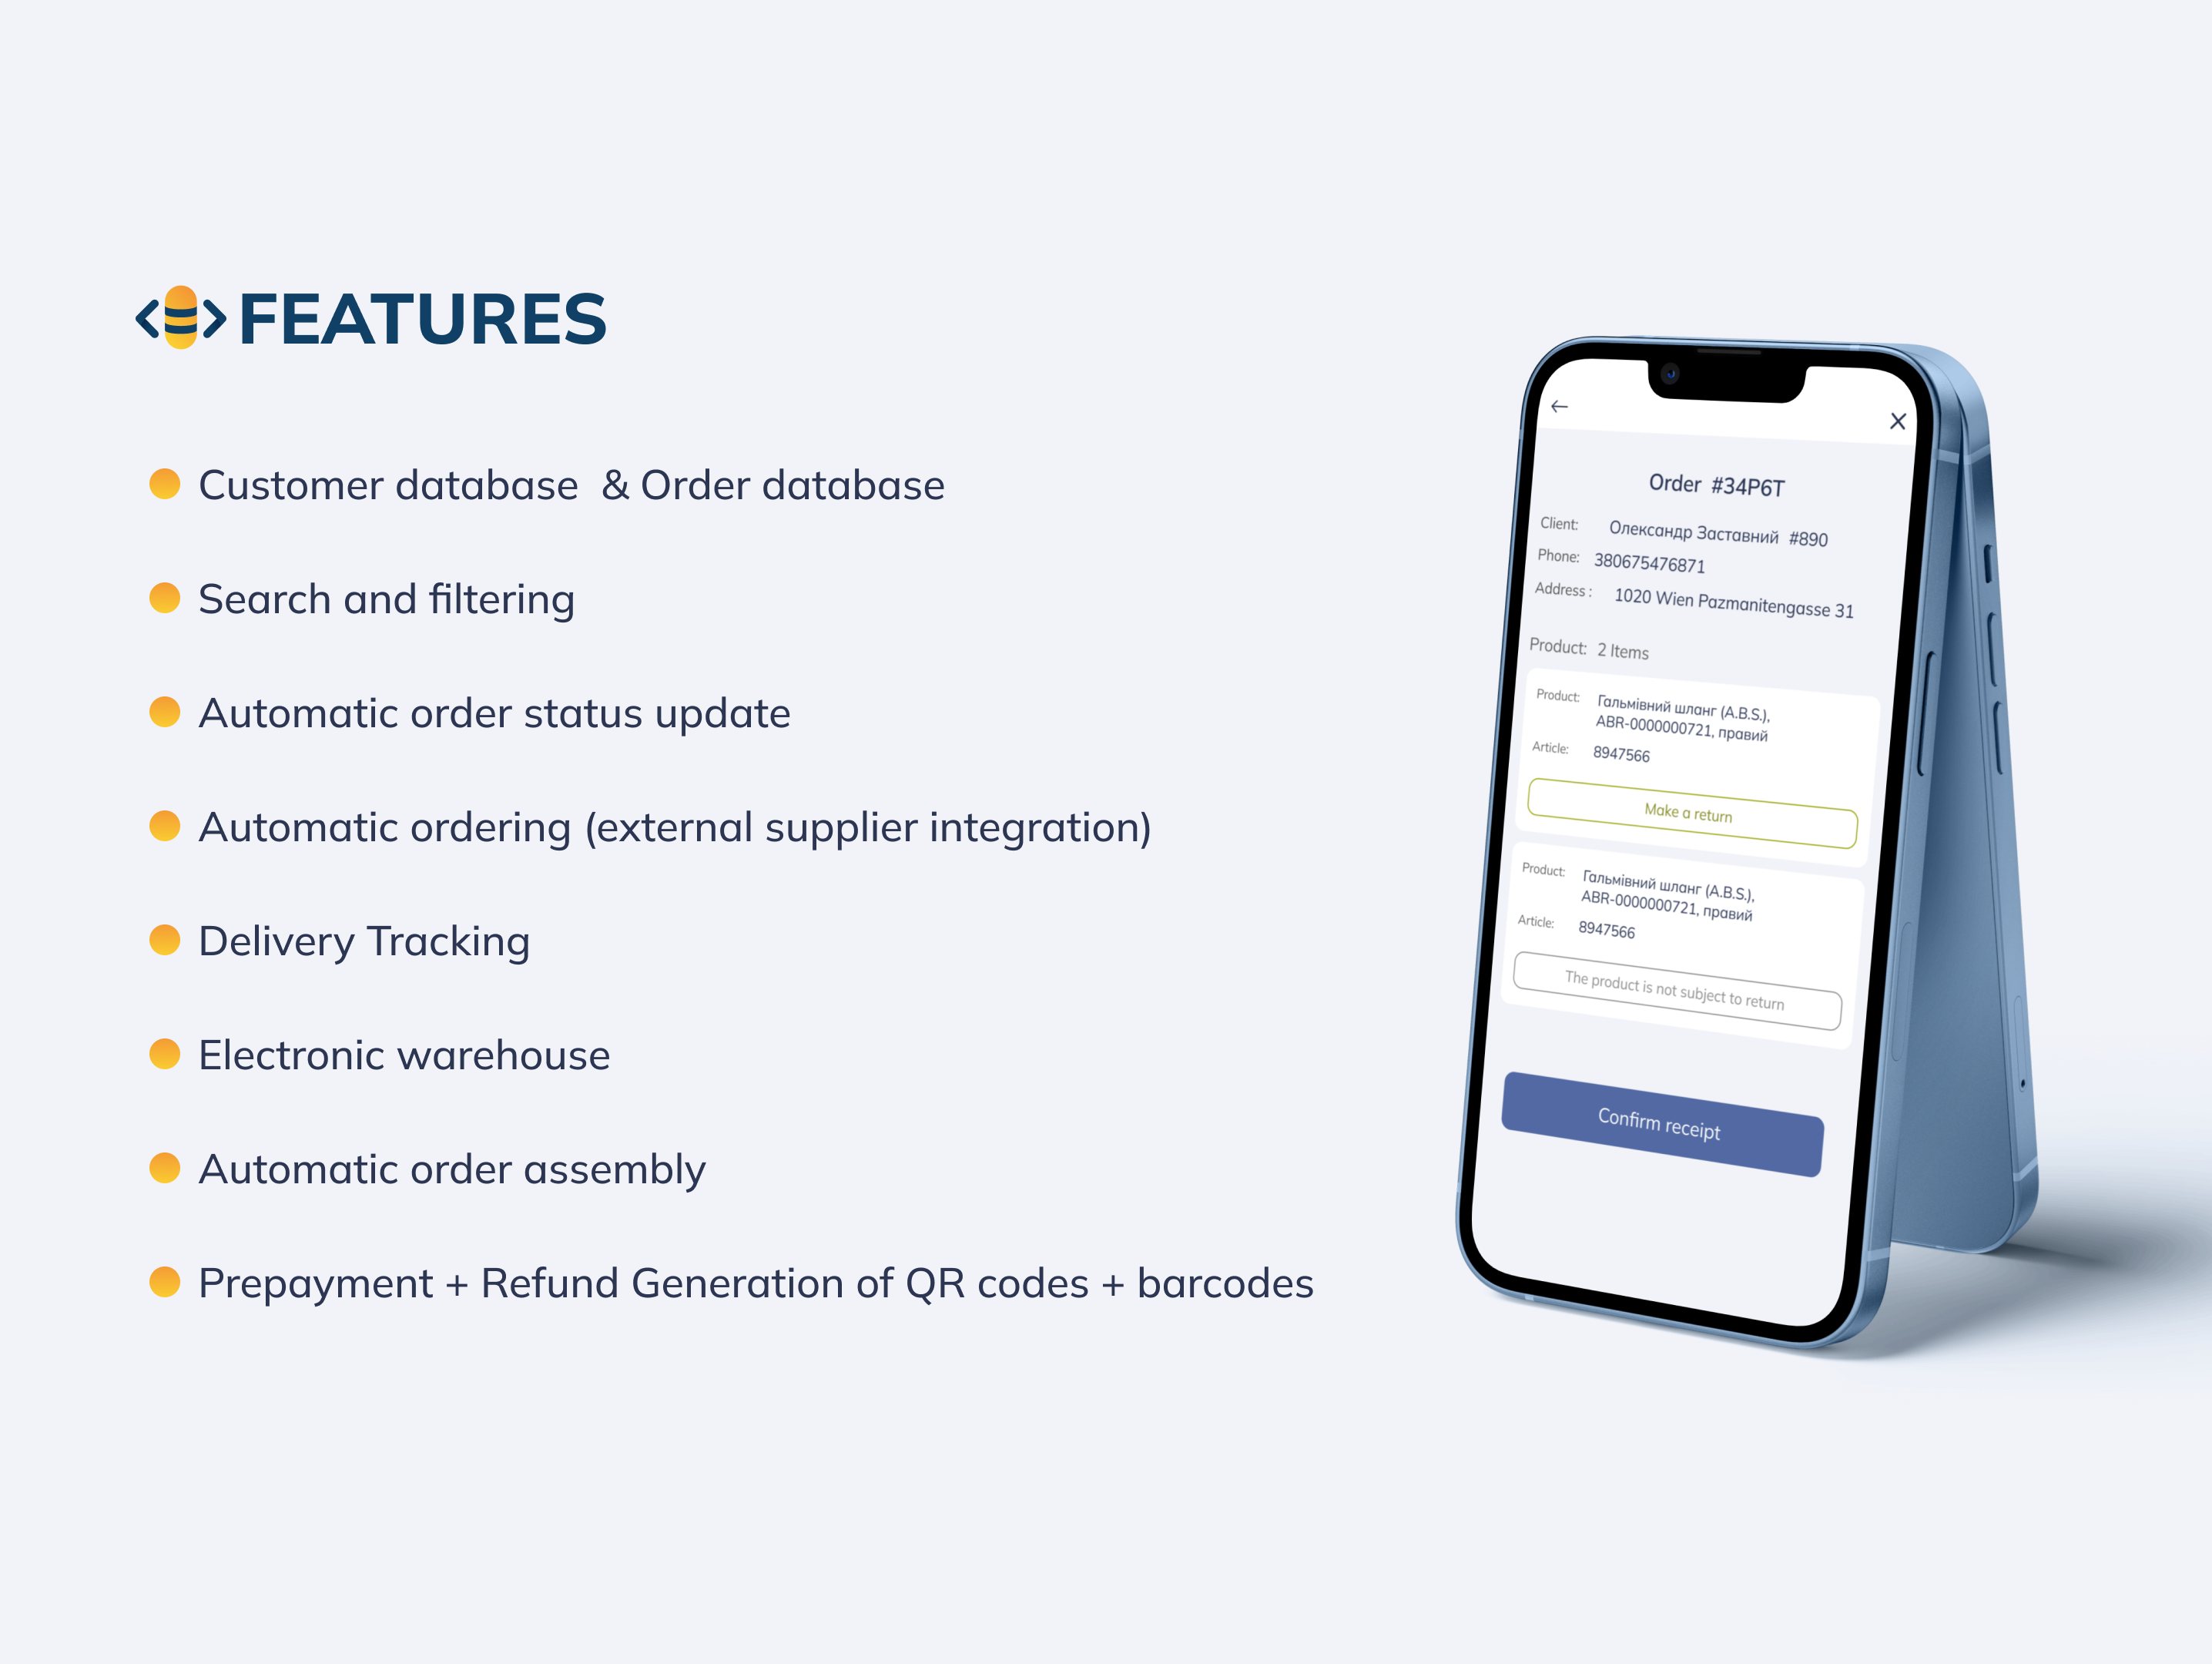 FEATURES
Customer database & Order database
Search and filtering
Automatic order status update
Automatic ordering (external supplier integration)
Delivery Tracking
Electronic warehouse
Automatic order assembly
Prepayment + Refund Generation of QR codes + barcodes
Order #34P6T
Client: Олександр Заставний #890
Phone: 380675476871
Address : 1020 Wien Pazmanitengasse 31
Product: 2 Items
Product: Гальмівний шланг (A.B.S.),
ABR-0000000721, правий
Article: 8947566
Make a return
Product: Гальмівний шланг (A.B.S.),
ABR-0000000721, правий
Article: 8947566
The product is not subject to return
Confirm receipt